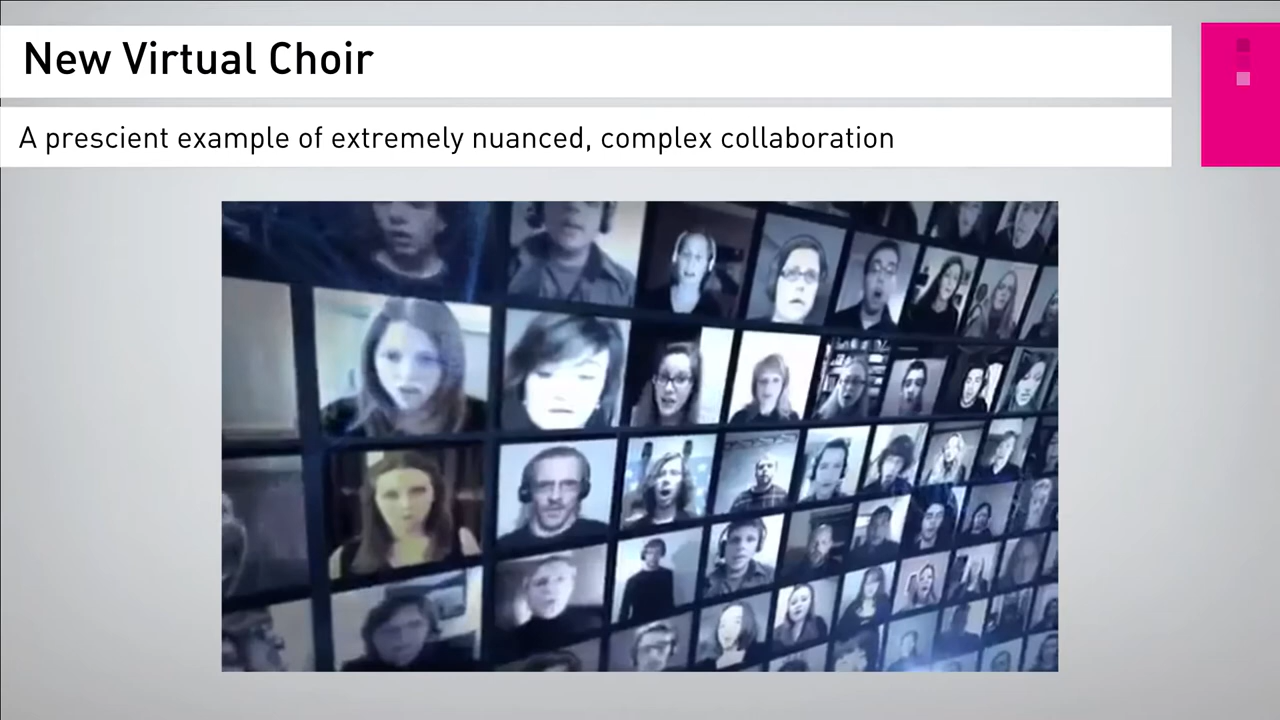 New Virtual Choir
A prescient example of extremely nuanced, complex collaboration